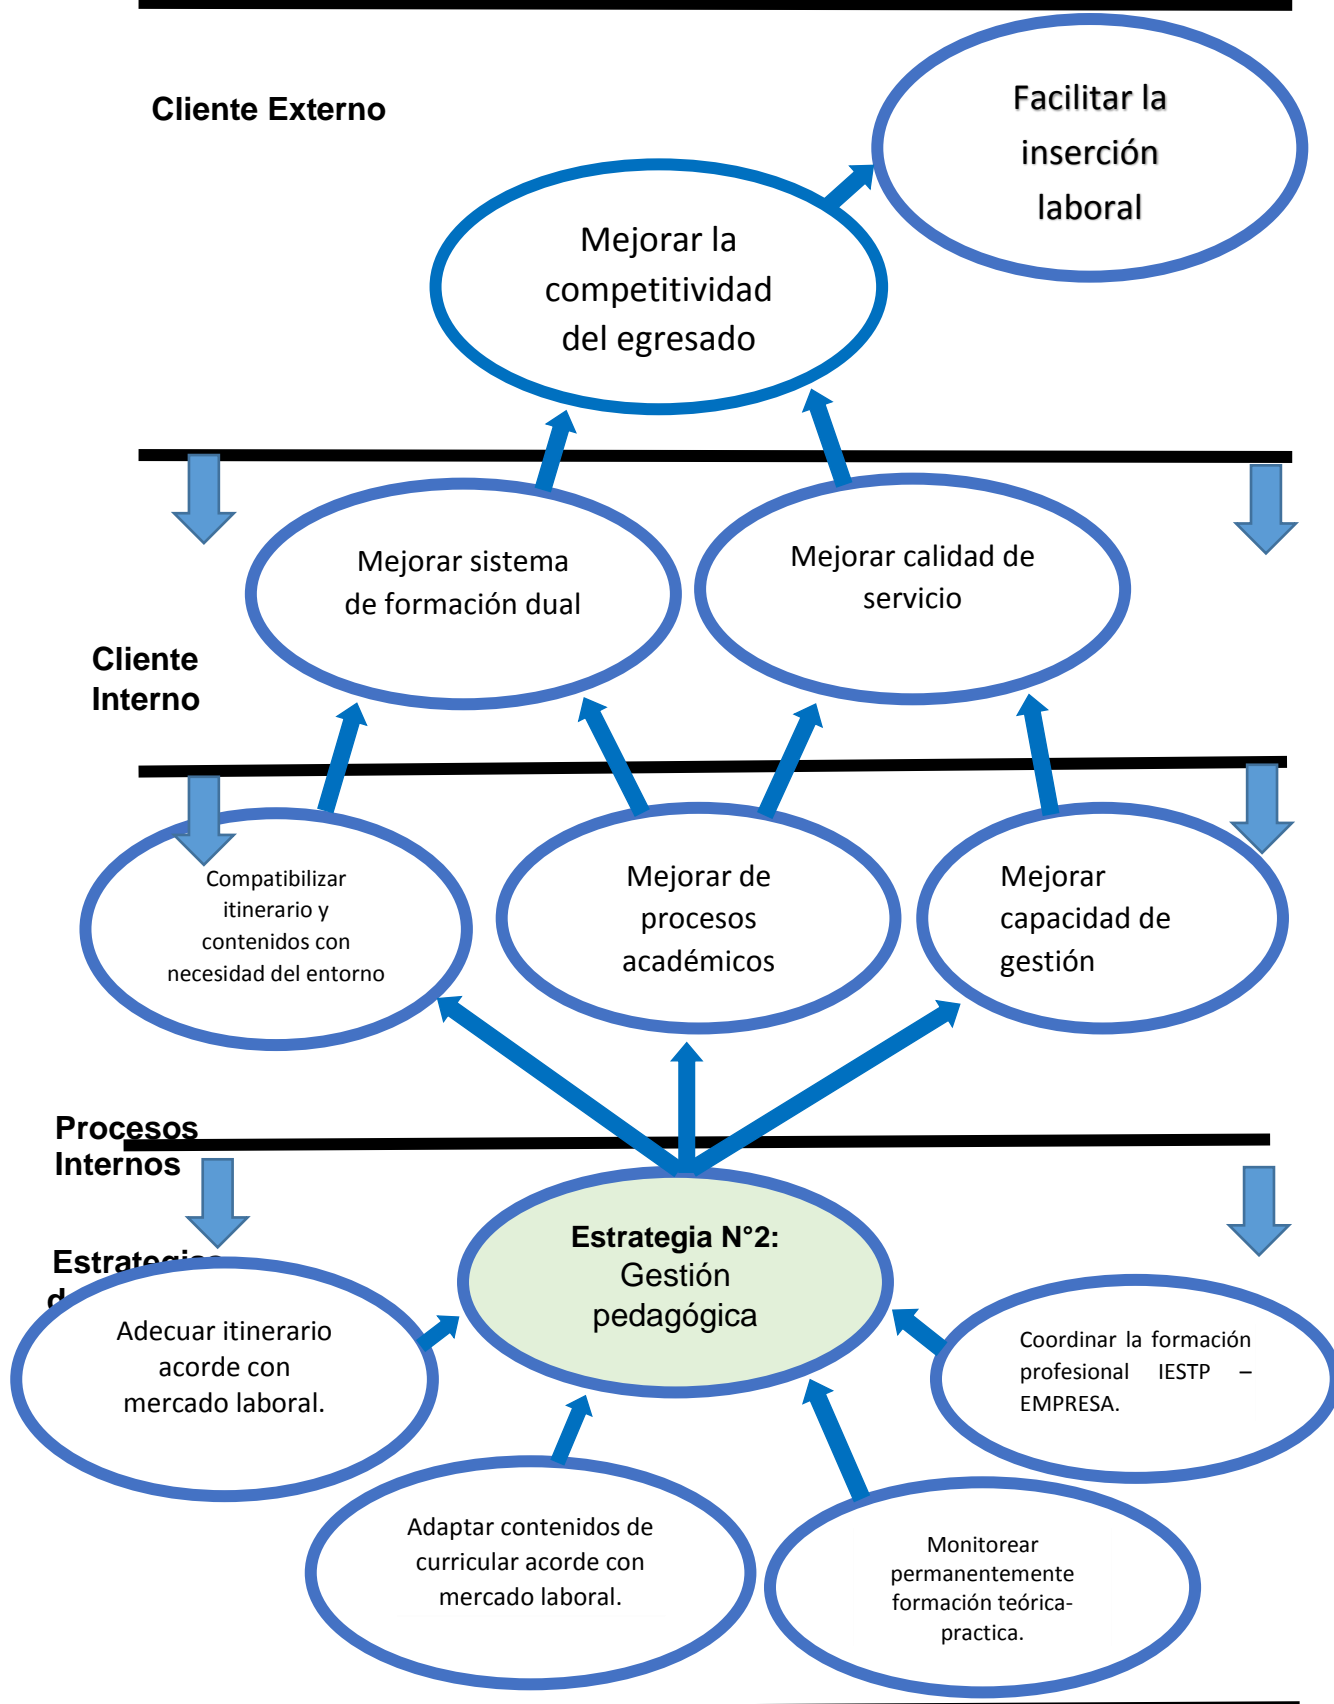 Cliente Externo
Facilitar la
inserción
laboral
Mejorar la
competitividad
del egresado
Mejorar sistema
de formación dual
Mejorar calidad de
servicio
Cliente
Interno
Compatibilizar
itinerario y
contenidos con
necesidad del entorno
Mejorar de
procesos
académicos
Mejorar
capacidad de
gestión
Procesos
Internos
Estrategias
Estrategia N°2:
Gestión
pedagógica
Adecuar itinerario
acorde con
mercado laboral.
Coordinar la formación
profesional IESTP –
EMPRESA.
Adaptar contenidos de
curricular acorde con
mercado laboral.
Monitorear
permanentemente
formación teórica-
practica.